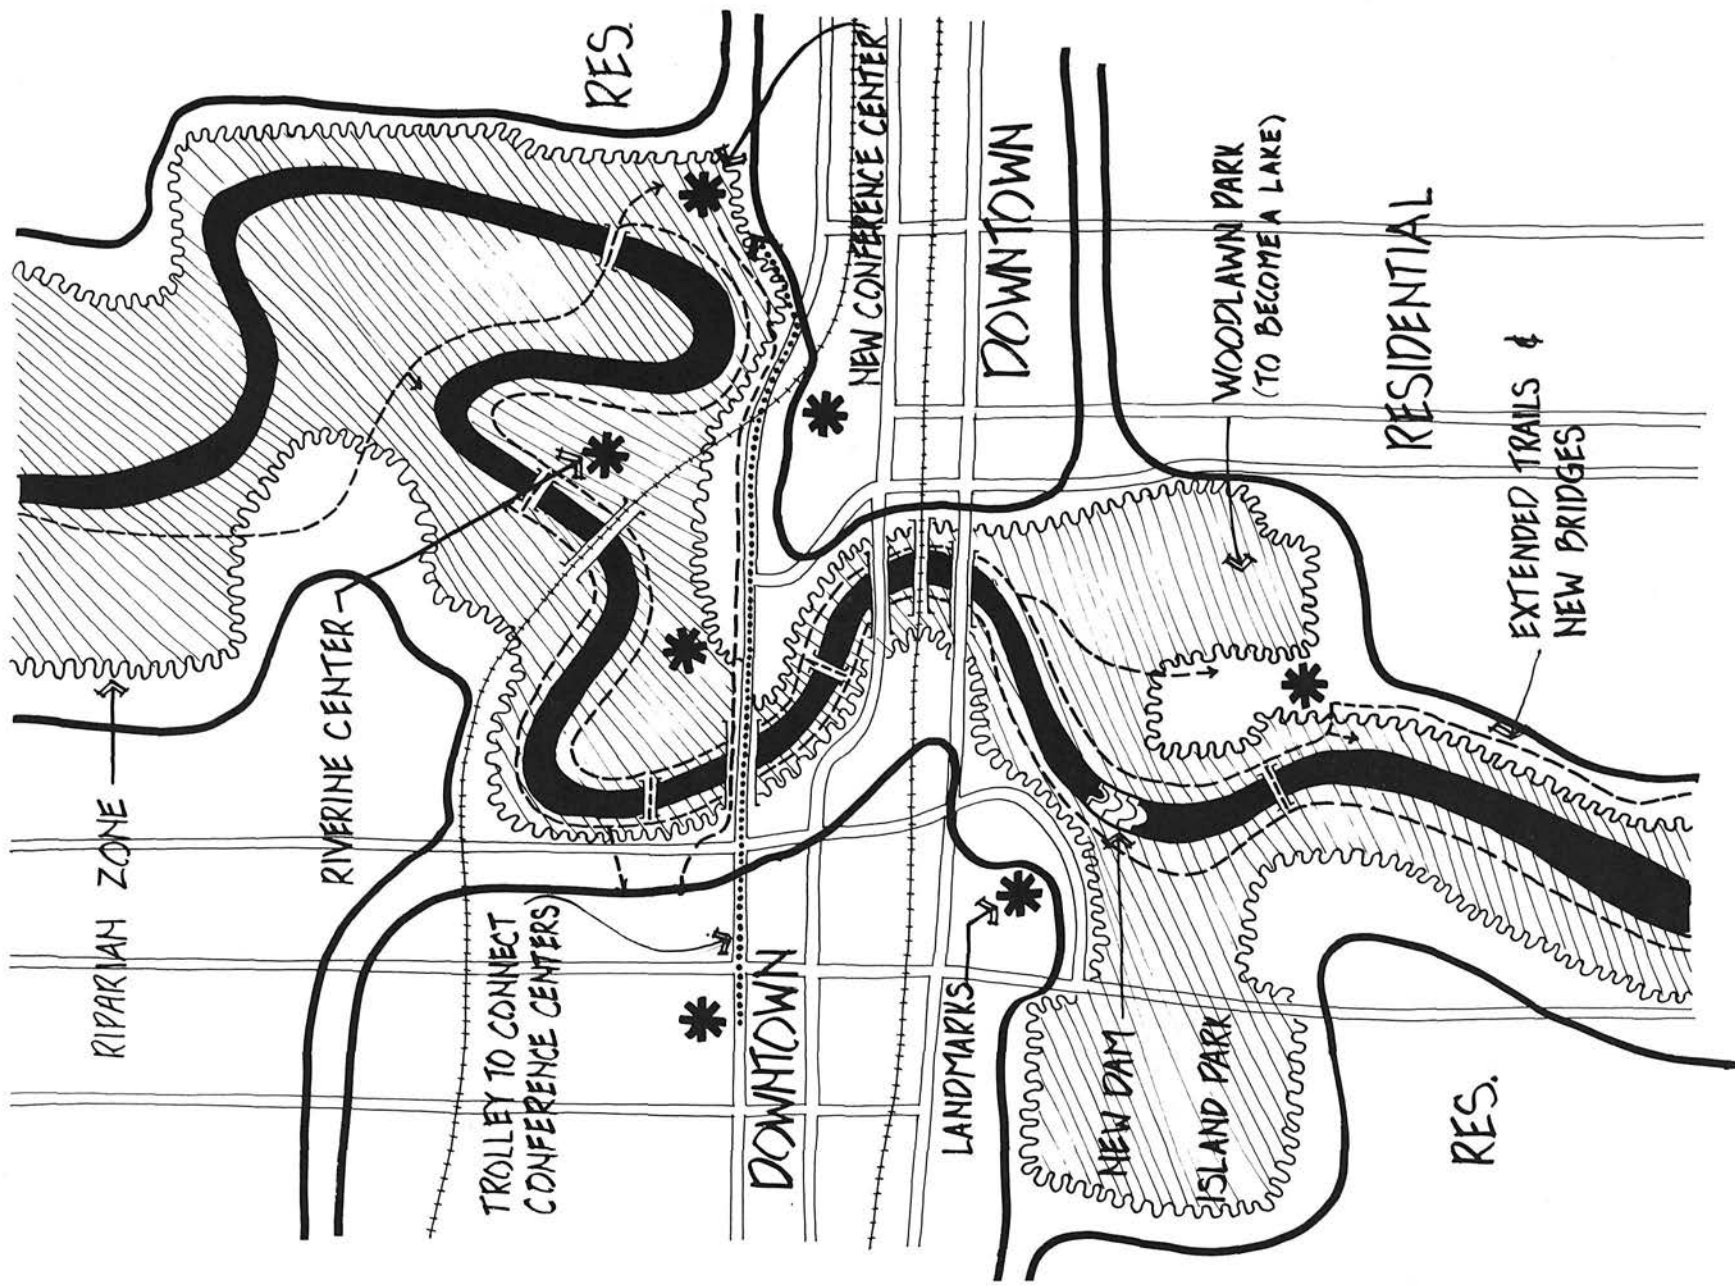 RIPARIAN ZONE
RIVERINE CENTER
TROLLEY TO CONNECT
CONFERENCE CENTERS
DOWNTOWN
LANDMARKS
NEW DAM
ISLAND PARK
RES.
RES.
NEW CONFERENCE CENTER
DOWNTOWN
WOODLAWN PARK
(TO BECOME A LAKE)
RESIDENTIAL
EXTENDED TRAILS &
NEW BRIDGES